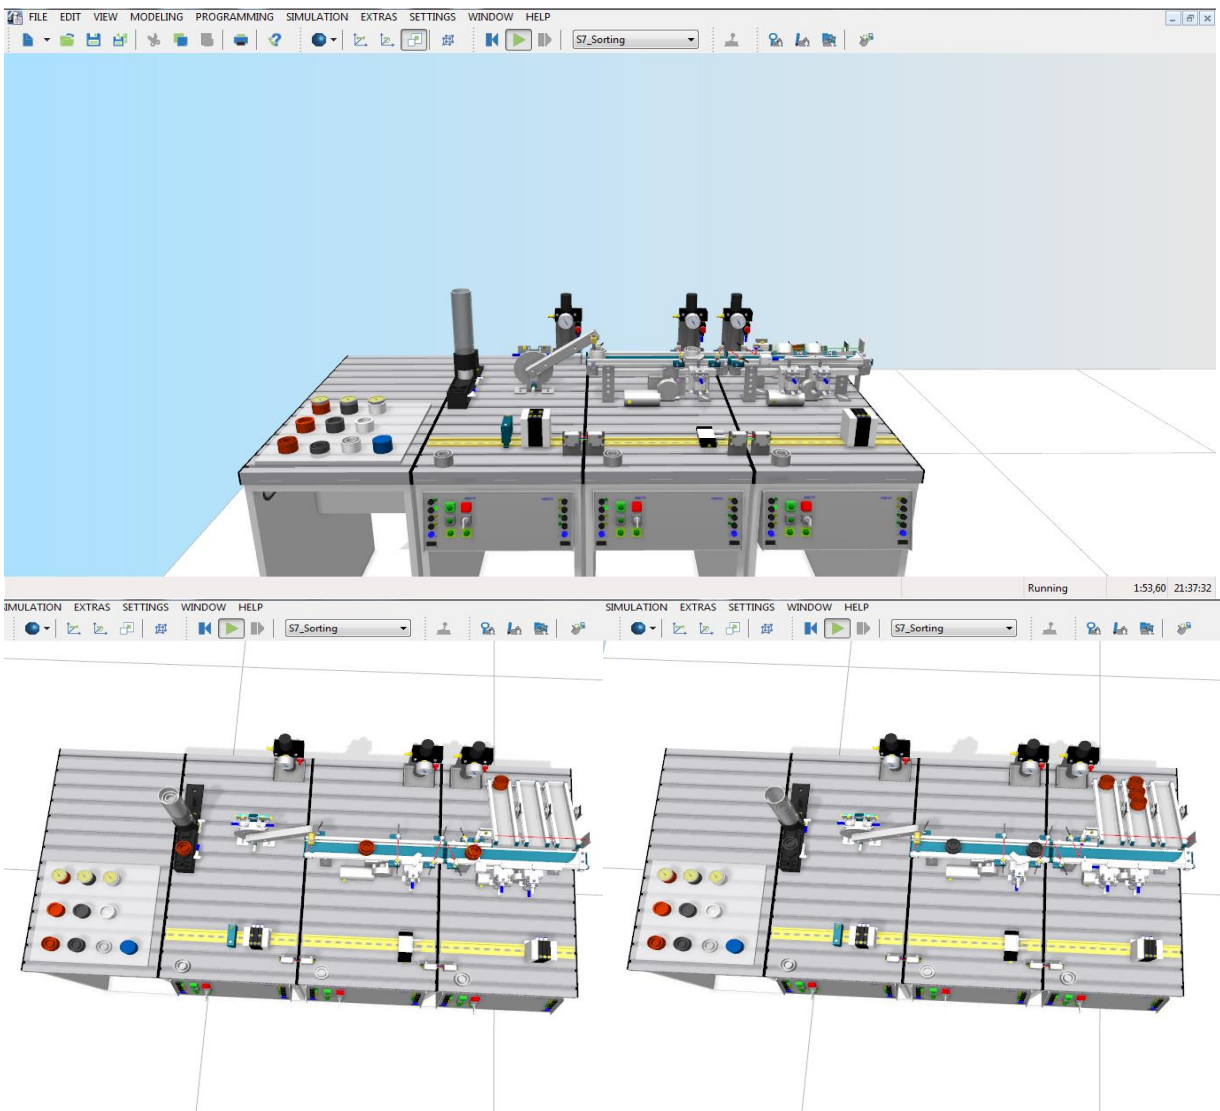 FILE EDIT VIEW MODELING PROGRAMMING SIMULATION EXTRAS SETTINGS WINDOW HELP
S7_Sorting
Running 1:53,60 21:37:32
IMULATION EXTRAS SETTINGS WINDOW HELP
S7_Sorting
SIMULATION EXTRAS SETTINGS WINDOW HELP
S7_Sorting